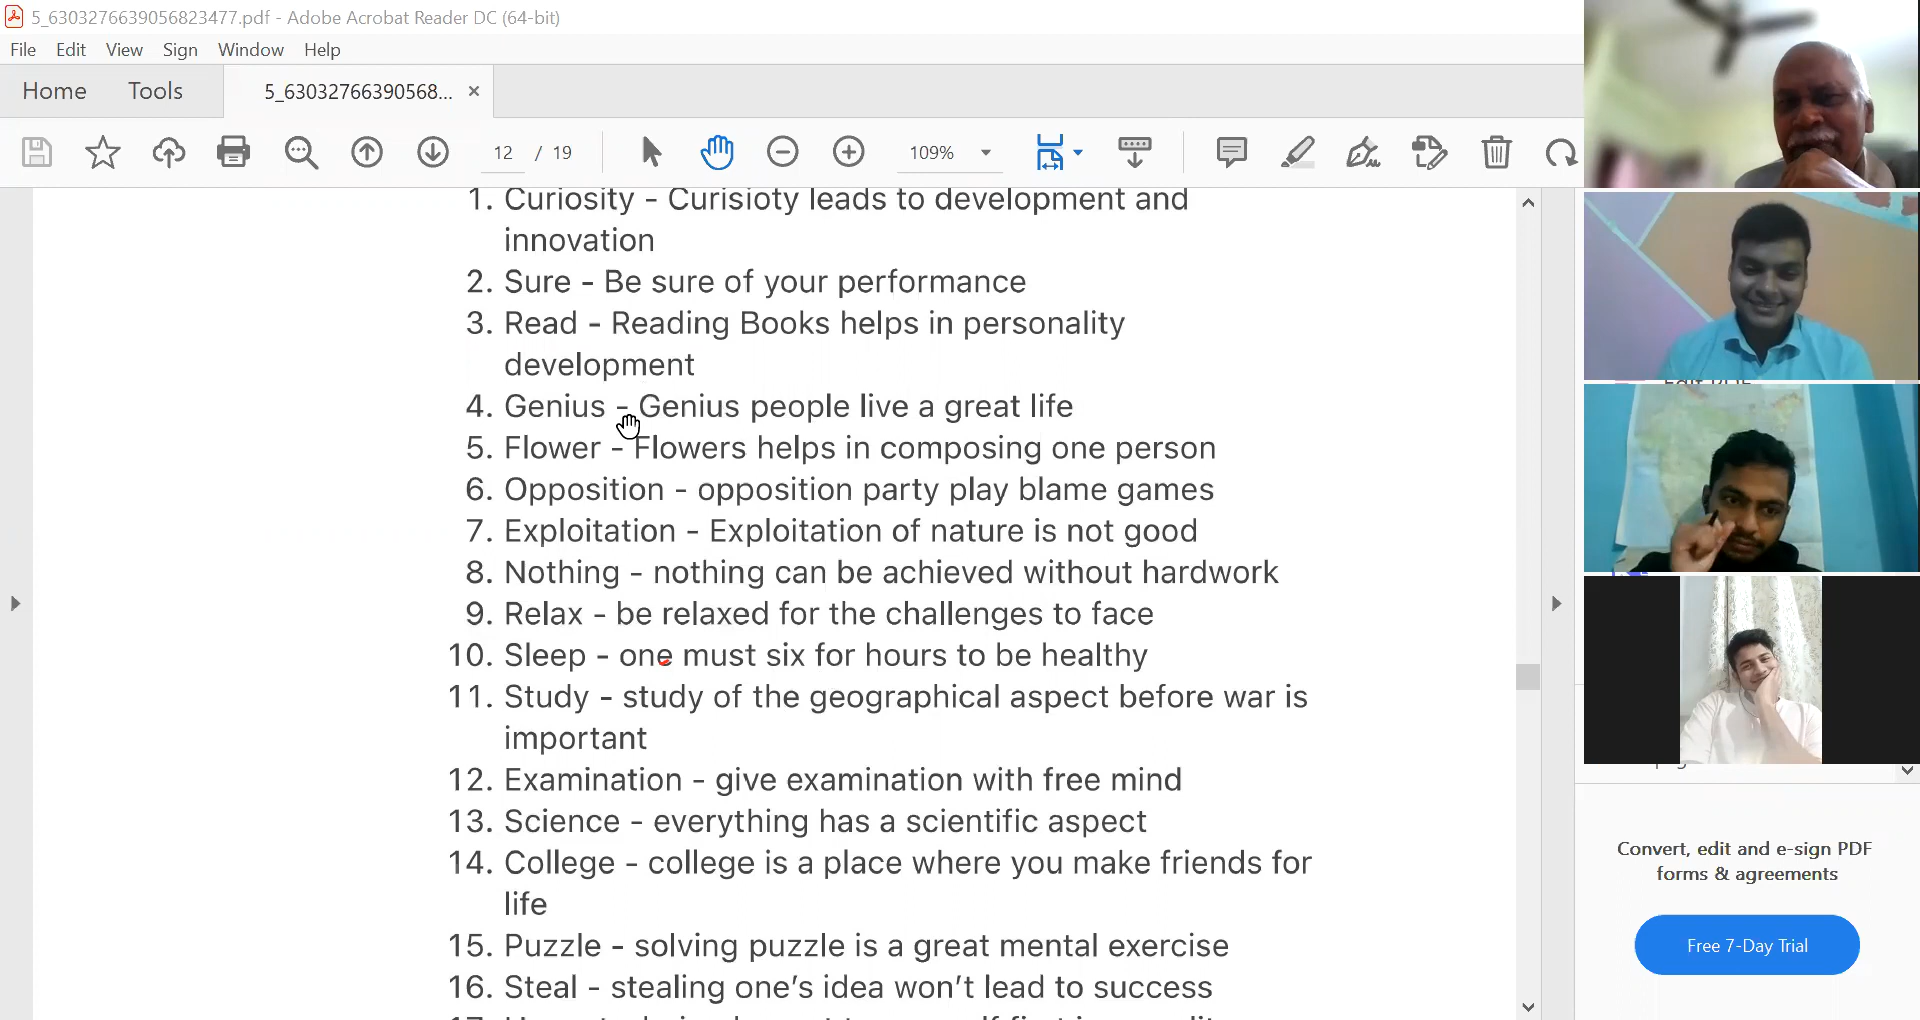 5_6303276639056823477.pdf - Adobe Acrobat Reader DC (64-bit)
File Edit View Sign Window Help
Home Tools 5_63032766390568... ×
12 / 19 109%
1. Curiosity - Curisioty leads to development and
innovation
2. Sure - Be sure of your performance
3. Read - Reading Books helps in personality
development
4. Genius - Genius people live a great life
5. Flower - Flowers helps in composing one person
6. Opposition - opposition party play blame games
7. Exploitation - Exploitation of nature is not good
8. Nothing - nothing can be achieved without hardwork
9. Relax - be relaxed for the challenges to face
10. Sleep - one must six for hours to be healthy
11. Study - study of the geographical aspect before war is
important
12. Examination - give examination with free mind
13. Science - everything has a scientific aspect
14. College - college is a place where you make friends for
life
15. Puzzle - solving puzzle is a great mental exercise
16. Steal - stealing one's idea won't lead to success
Convert, edit and e-sign PDF
forms & agreements
Free 7-Day Trial